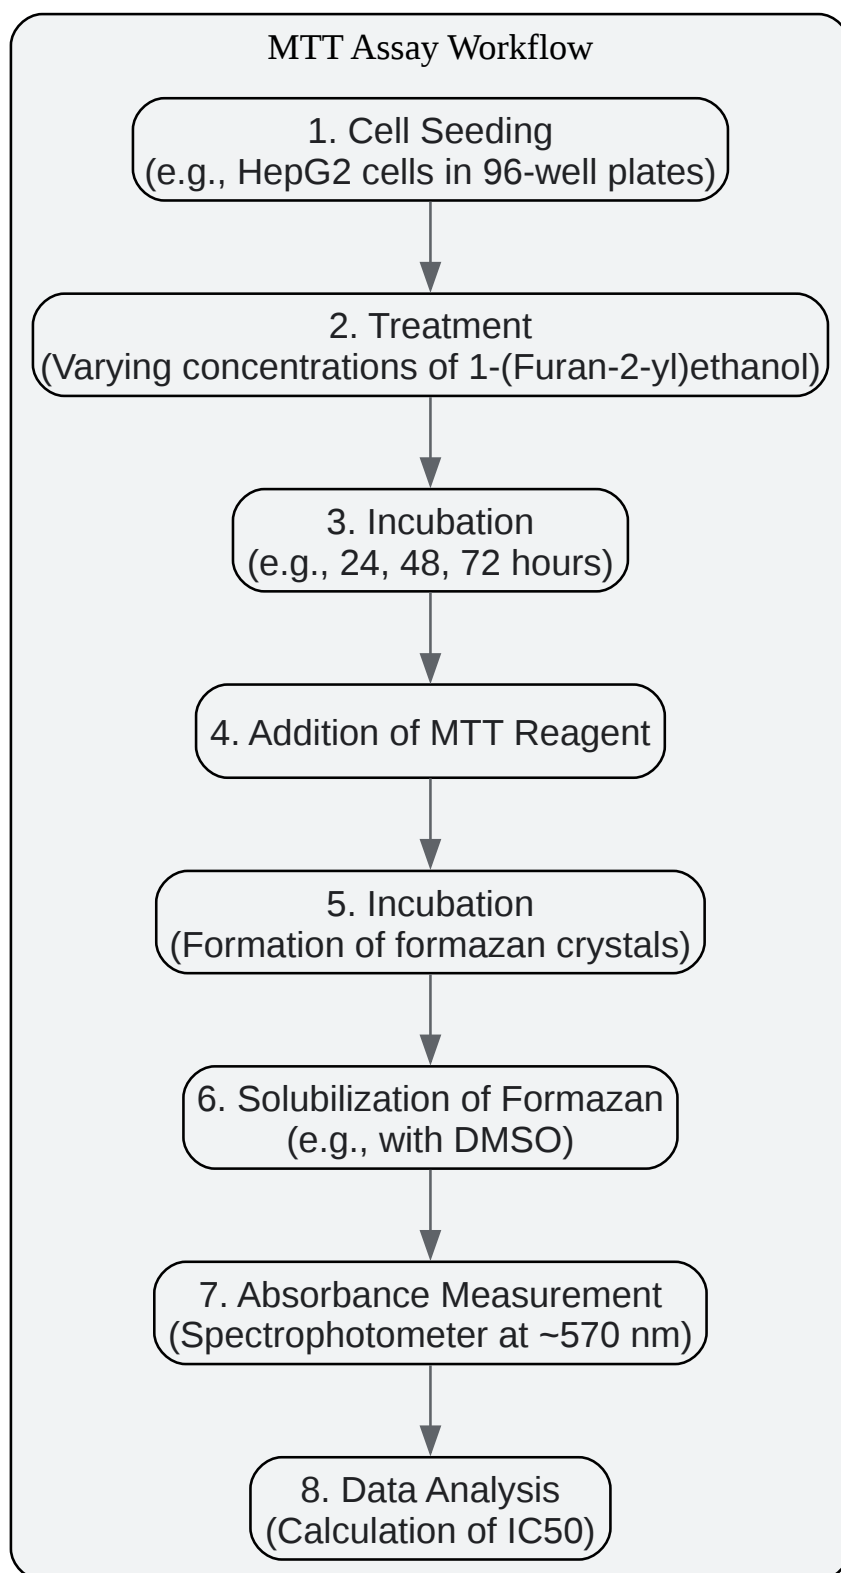 MTT Assay Workflow
1. Cell Seeding
(e.g., HepG2 cells in 96-well plates)
2. Treatment
(Varying concentrations of 1-(Furan-2-yl)ethanol)
3. Incubation
(e.g., 24, 48, 72 hours)
4. Addition of MTT Reagent
5. Incubation
(Formation of formazan crystals)
6. Solubilization of Formazan
(e.g., with DMSO)
7. Absorbance Measurement
(Spectrophotometer at ~570 nm)
8. Data Analysis
(Calculation of IC50)